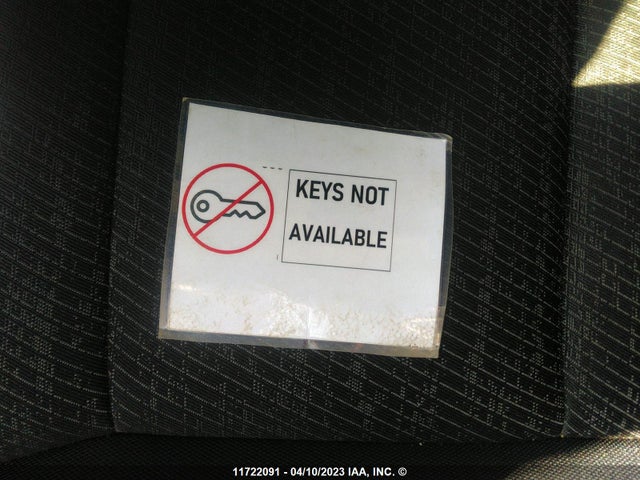 KEYS NOT
AVAILABLE
11722091 - 04/10/2023 IAA, INC. ©